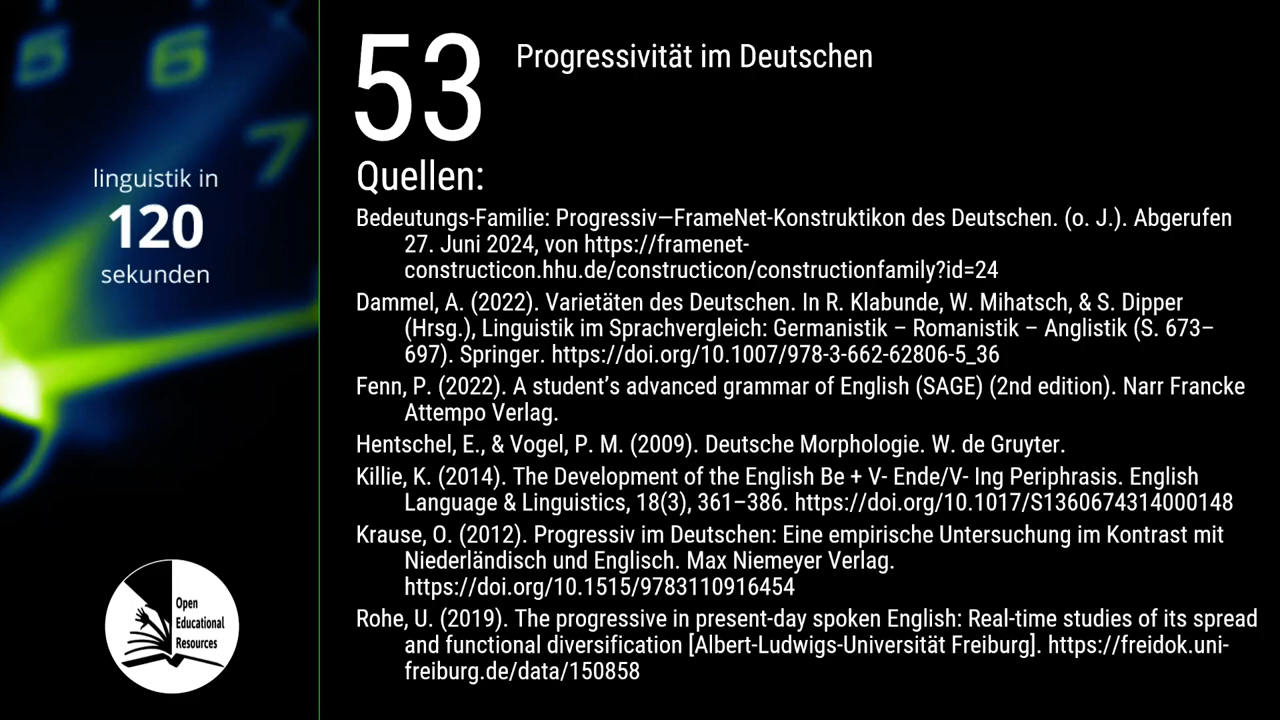 5 6
7
linguistik in
120
sekunden
Open
Educational
Resources
53
Progressivität im Deutschen
Quellen:
Bedeutungs-Familie: Progressiv—FrameNet-Konstruktikon des Deutschen. (o. J.). Abgerufen
27. Juni 2024, von https://framenet-
constructicon.hhu.de/constructicon/constructionfamily?id=24
Dammel, A. (2022). Varietäten des Deutschen. In R. Klabunde, W. Mihatsch, & S. Dipper
(Hrsg.), Linguistik im Sprachvergleich: Germanistik – Romanistik – Anglistik (S. 673–
697). Springer. https://doi.org/10.1007/978-3-662-62806-5_36
Fenn, P. (2022). A student’s advanced grammar of English (SAGE) (2nd edition). Narr Francke
Attempo Verlag.
Hentschel, E., & Vogel, P. M. (2009). Deutsche Morphologie. W. de Gruyter.
Killie, K. (2014). The Development of the English Be + V- Ende/V- Ing Periphrasis. English
Language & Linguistics, 18(3), 361–386. https://doi.org/10.1017/S1360674314000148
Krause, O. (2012). Progressiv im Deutschen: Eine empirische Untersuchung im Kontrast mit
Niederländisch und Englisch. Max Niemeyer Verlag.
https://doi.org/10.1515/9783110916454
Rohe, U. (2019). The progressive in present-day spoken English: Real-time studies of its spread
and functional diversification [Albert-Ludwigs-Universität Freiburg]. https://freidok.uni-
freiburg.de/data/150858